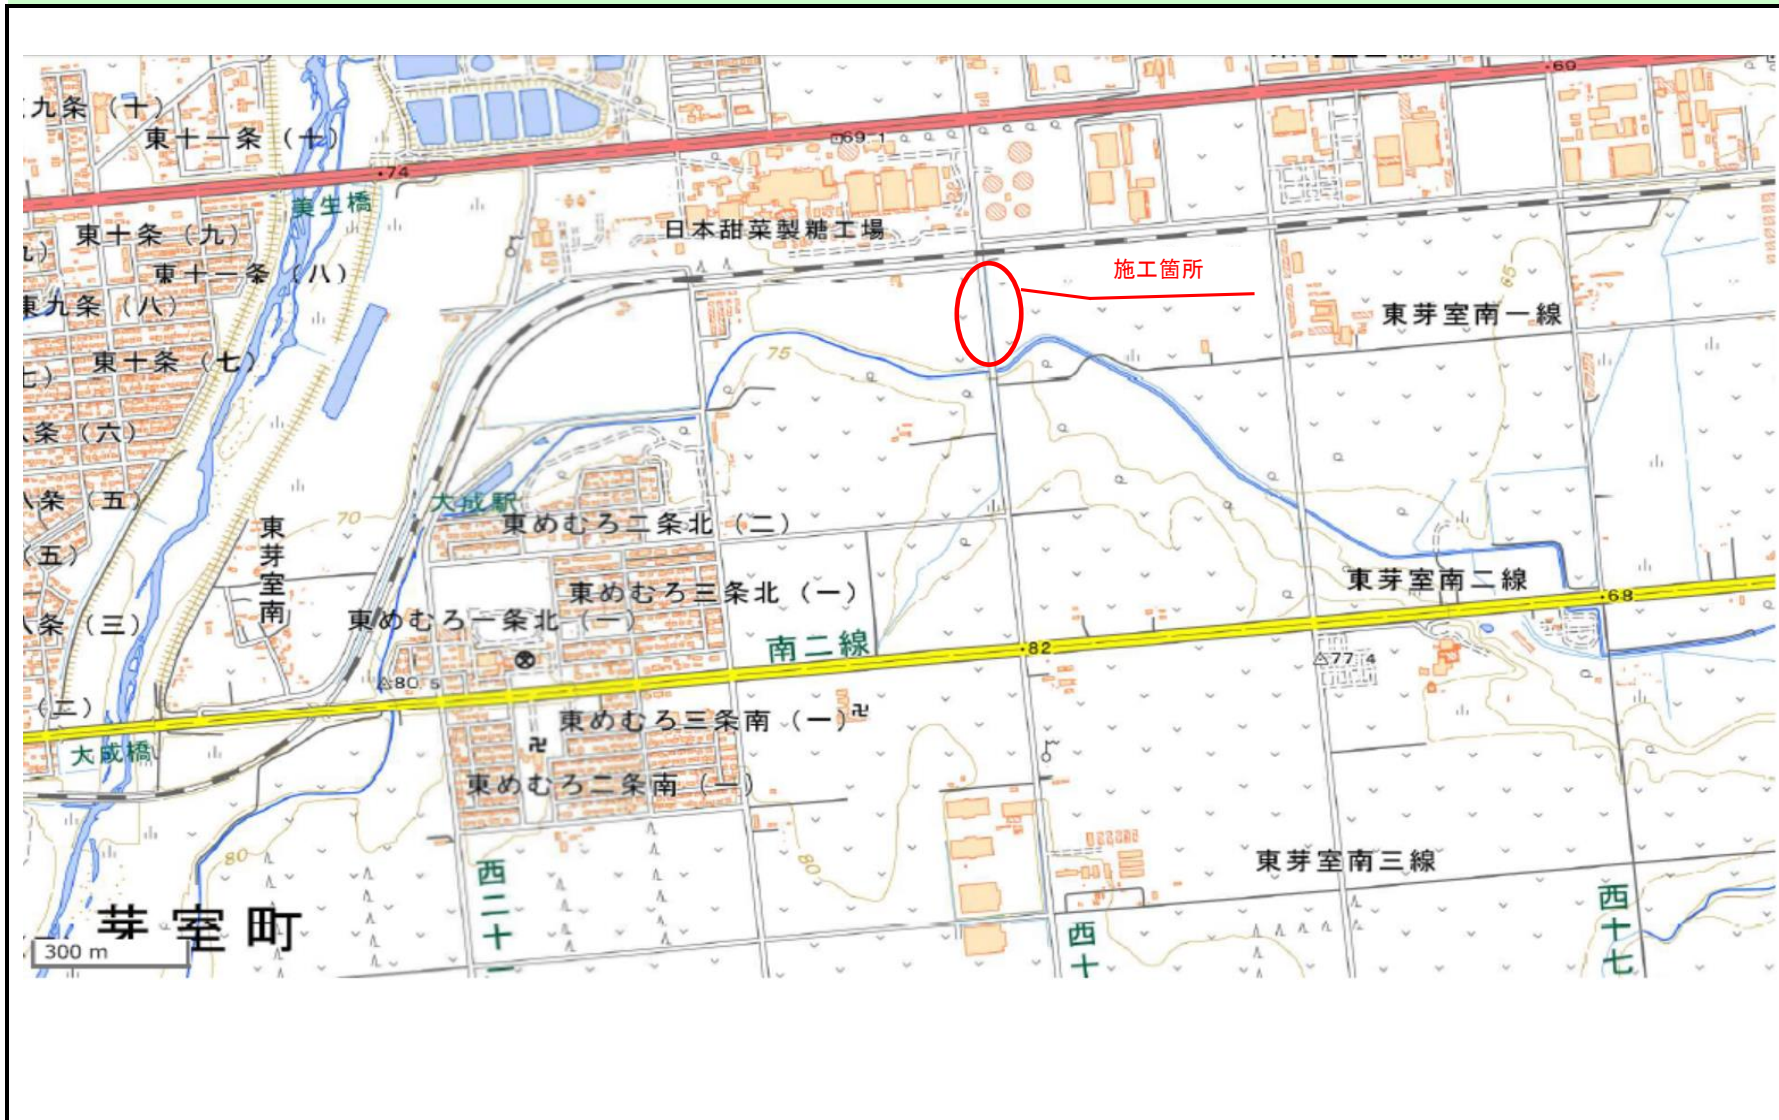 ・69
九条(十)
東十一条(十)
69.1
・74
美生橋
東十条(九)
日本甜菜製糖工場
東十一条(八)
施工箇所
65
東九条(八)
東芽室南一線
東十条(七)
75
条(六)
条(五)
大成駅
70
東めむろ二条北(二)
東芽室南
(五)
東芽室南二線
東めむろ三条北(一)
・68
条(三)
東めむろ一条北(一)
南二線
・82
77.4
80.5
(二)
東めむろ三条南(一)
大成橋
東めむろ二条南(一)
80
80
東芽室南三線
西二十一
西十七
芽室町
西十
300 m